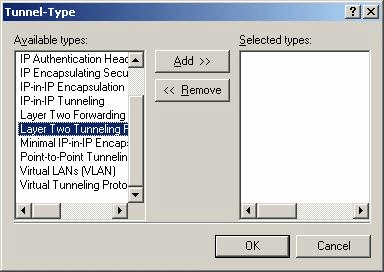 Tunnel-Type
Available types:
Selected types:
IP Authentication Head
IP Encapsulating Secu
IP-in-IP Encapsulation
IP-in-IP Tunneling
Layer Two Forwarding
Layer Two Tunneling P
Minimal IP-in-IP Encaps
Point-to-Point Tunnelin
Virtual LANs (VLAN)
Virtual Tunneling Proto
Add >>
<< Remove
OK
Cancel